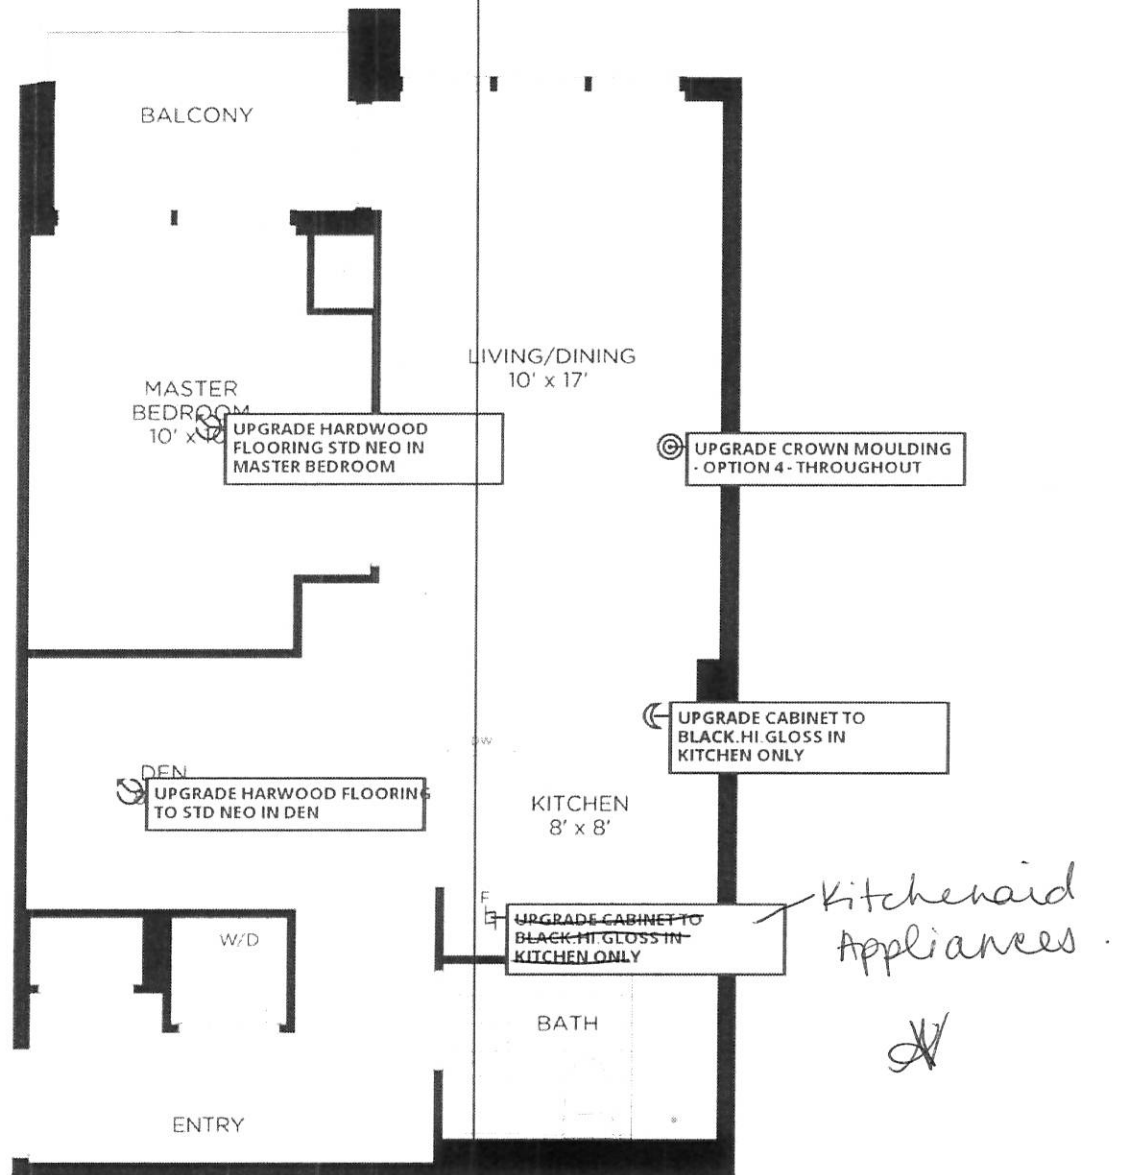 BALCONY
LIVING/DINING
10' x 17'
MASTER
BEDROOM
10' x 10'
UPGRADE HARDWOOD
FLOORING STD NEO IN
MASTER BEDROOM
UPGRADE CROWN MOULDING
- OPTION 4 - THROUGHOUT
UPGRADE CABINET TO
BLACK.HI.GLOSS IN
KITCHEN ONLY
DW
DEN
UPGRADE HARWOOD FLOORING
TO STD NEO IN DEN
KITCHEN
8' x 8'
F
UPGRADE CABINET TO
BLACK.HI.GLOSS IN
KITCHEN ONLY
Kitchenaid
Appliances.
W/D
BATH
ENTRY